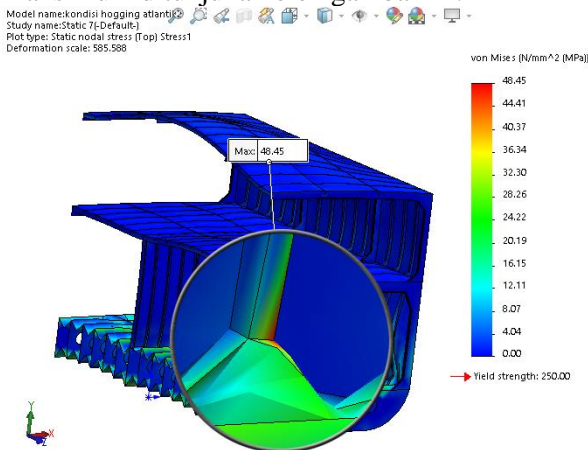 Model name:kondisi hogging atlantic
Study name:Static 7(-Default-)
Plot type: Static nodal stress (Top) Stress1
Deformation scale: 585.588
von Mises (N/mm^2 (MPa))
48.45
44.41
40.37
36.34
32.30
28.26
24.22
20.19
16.15
12.11
8.07
4.04
0.00
Yield strength: 250.00
Max: 48.45
Y
X
Z